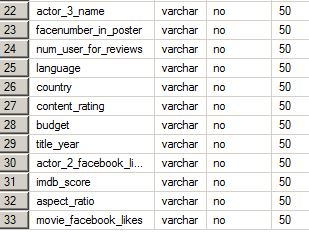 22 actor_3_name varchar no 50
23 facenumber_in_poster varchar no 50
24 num_user_for_reviews varchar no 50
25 language varchar no 50
26 country varchar no 50
27 content_rating varchar no 50
28 budget varchar no 50
29 title_year varchar no 50
30 actor_2_facebook_li... varchar no 50
31 imdb_score varchar no 50
32 aspect_ratio varchar no 50
33 movie_facebook_likes varchar no 50